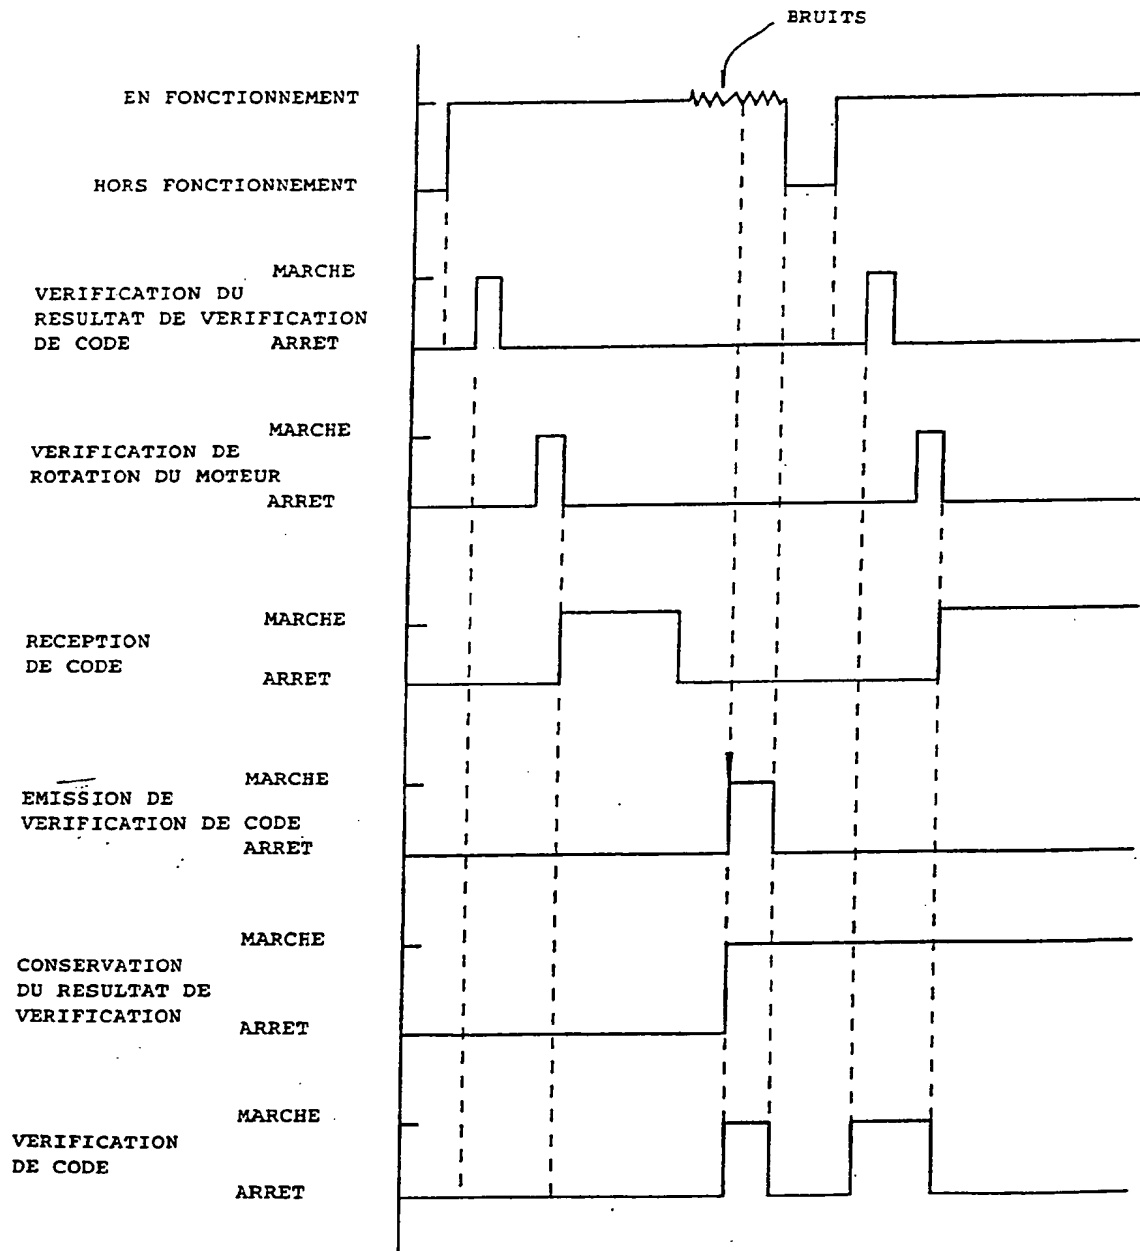 BRUITS
EN FONCTIONNEMENT
HORS FONCTIONNEMENT
MARCHE
VERIFICATION DU
RESULTAT DE VERIFICATION
DE CODE
ARRET
MARCHE
VERIFICATION DE
ROTATION DU MOTEUR
ARRET
MARCHE
RECEPTION
DE CODE
ARRET
MARCHE
EMISSION DE
VERIFICATION DE CODE
ARRET
MARCHE
CONSERVATION
DU RESULTAT DE
VERIFICATION
ARRET
MARCHE
VERIFICATION
DE CODE
ARRET